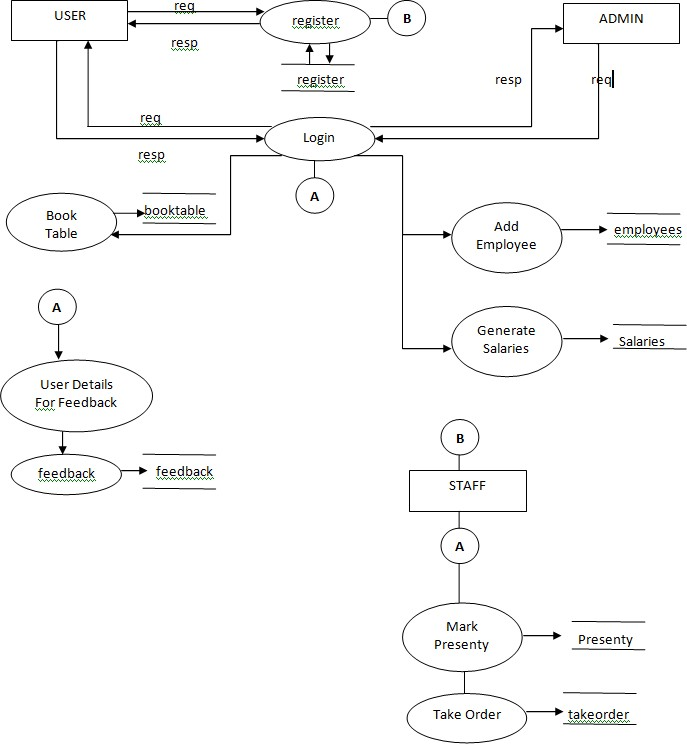 USER
req
register
B
ADMIN
resp
register
resp
req
req
Login
resp
A
Book
Table
booktable
Add
Employee
employees
A
Generate
Salaries
Salaries
User Details
For Feedback
B
feedback
feedback
STAFF
A
Mark
Presenty
Presenty
Take Order
takeorder